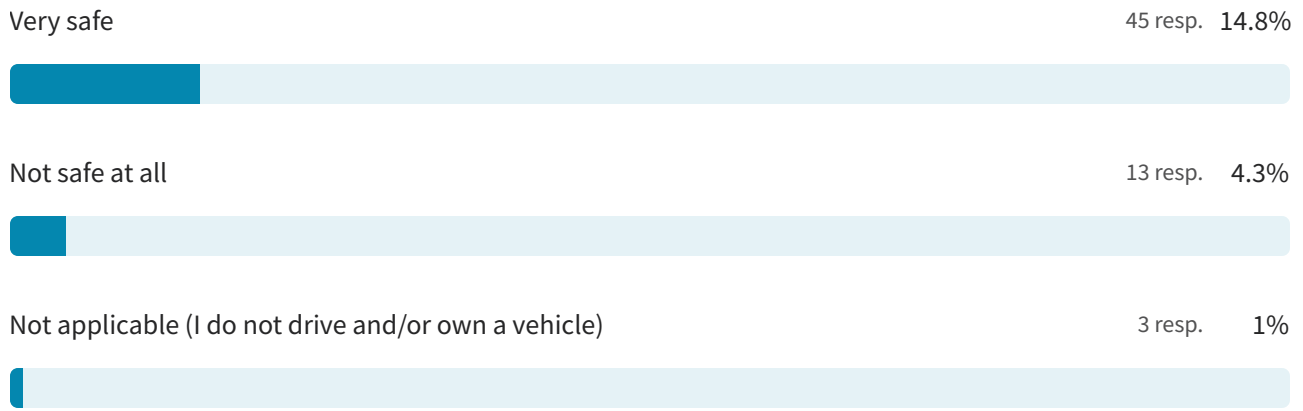 Very safe 45 resp. 14.8%
Not safe at all 13 resp. 4.3%
Not applicable (I do not drive and/or own a vehicle) 3 resp. 1%